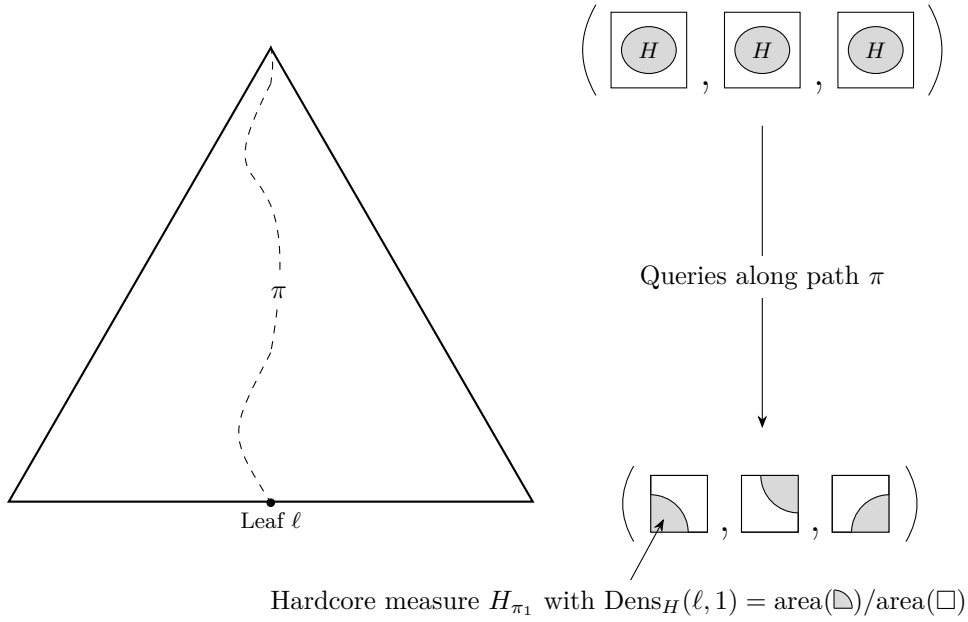 ( H , H , H )
π
Queries along path π
Leaf ℓ
( , , )
Hardcore measure H_{π_1} with Dens_H(ℓ, 1) = area(◺)/area(□)